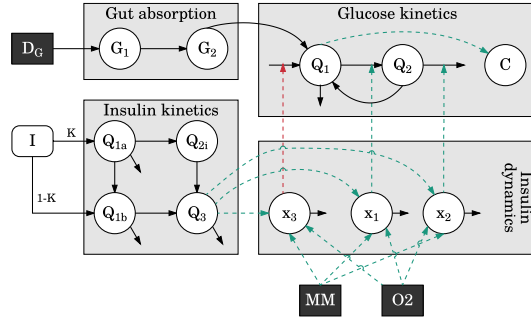 Gut absorption
Glucose kinetics
D_G
G_1
G_2
Q_1
Q_2
C
Insulin kinetics
I
K
1-K
Q_1a
Q_2i
Q_1b
Q_3
x_3
x_1
x_2
Insulin
dynamics
MM
O2